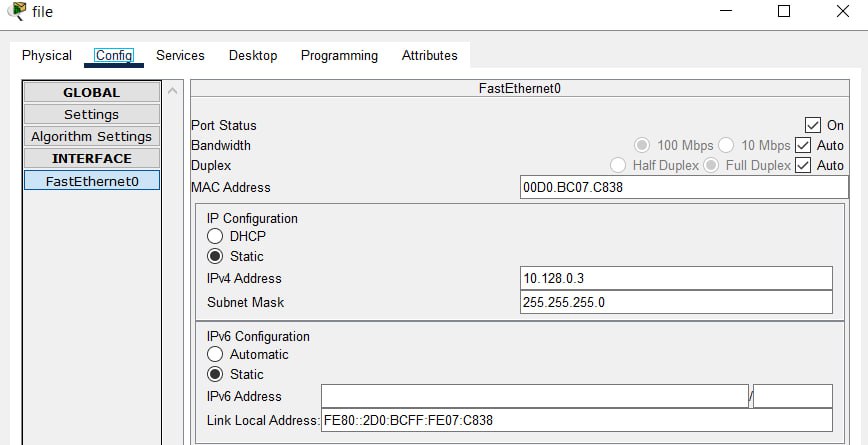 file
Physical Config Services Desktop Programming Attributes
GLOBAL
Settings
Algorithm Settings
INTERFACE
FastEthernet0
FastEthernet0
Port Status On
Bandwidth 100 Mbps 10 Mbps Auto
Duplex Half Duplex Full Duplex Auto
MAC Address 00D0.BC07.C838
IP Configuration
DHCP
Static
IPv4 Address 10.128.0.3
Subnet Mask 255.255.255.0
IPv6 Configuration
Automatic
Static
IPv6 Address /
Link Local Address: FE80::2D0:BCFF:FE07:C838